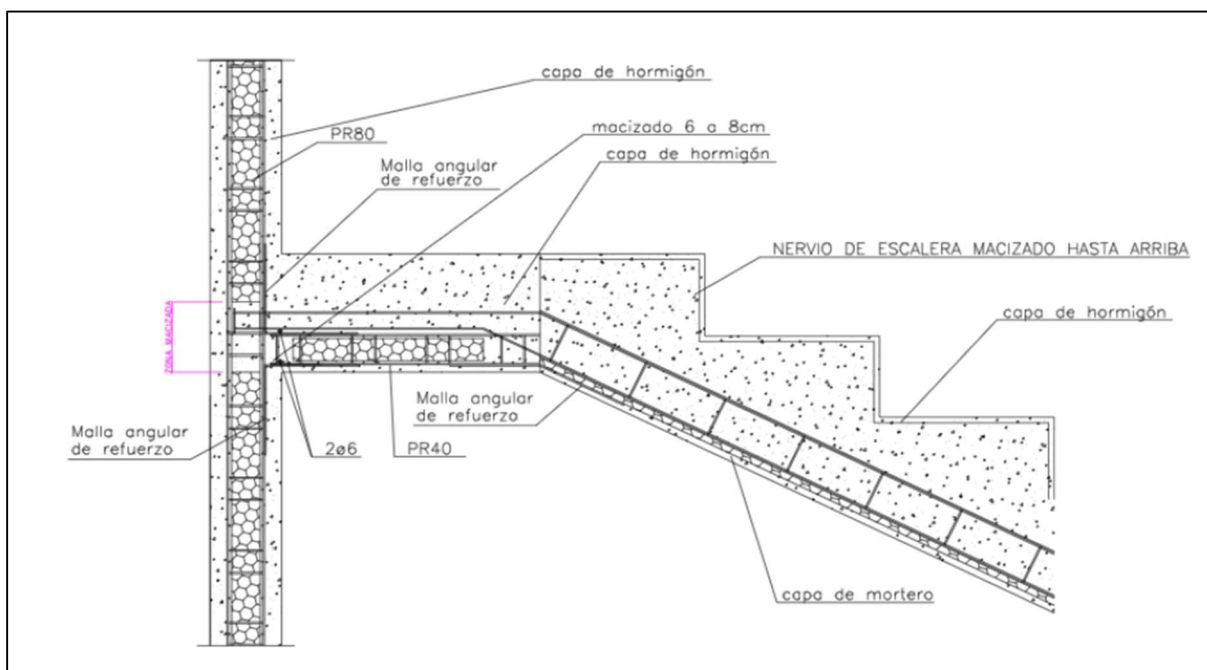 capa de hormigón
PR80
macizado 6 a 8cm
Malla angular
de refuerzo
capa de hormigón
NERVIO DE ESCALERA MACIZADO HASTA ARRIBA
ZONA MACIZADA
capa de hormigón
Malla angular
de refuerzo
Malla angular
de refuerzo
2ø6
PR40
capa de mortero